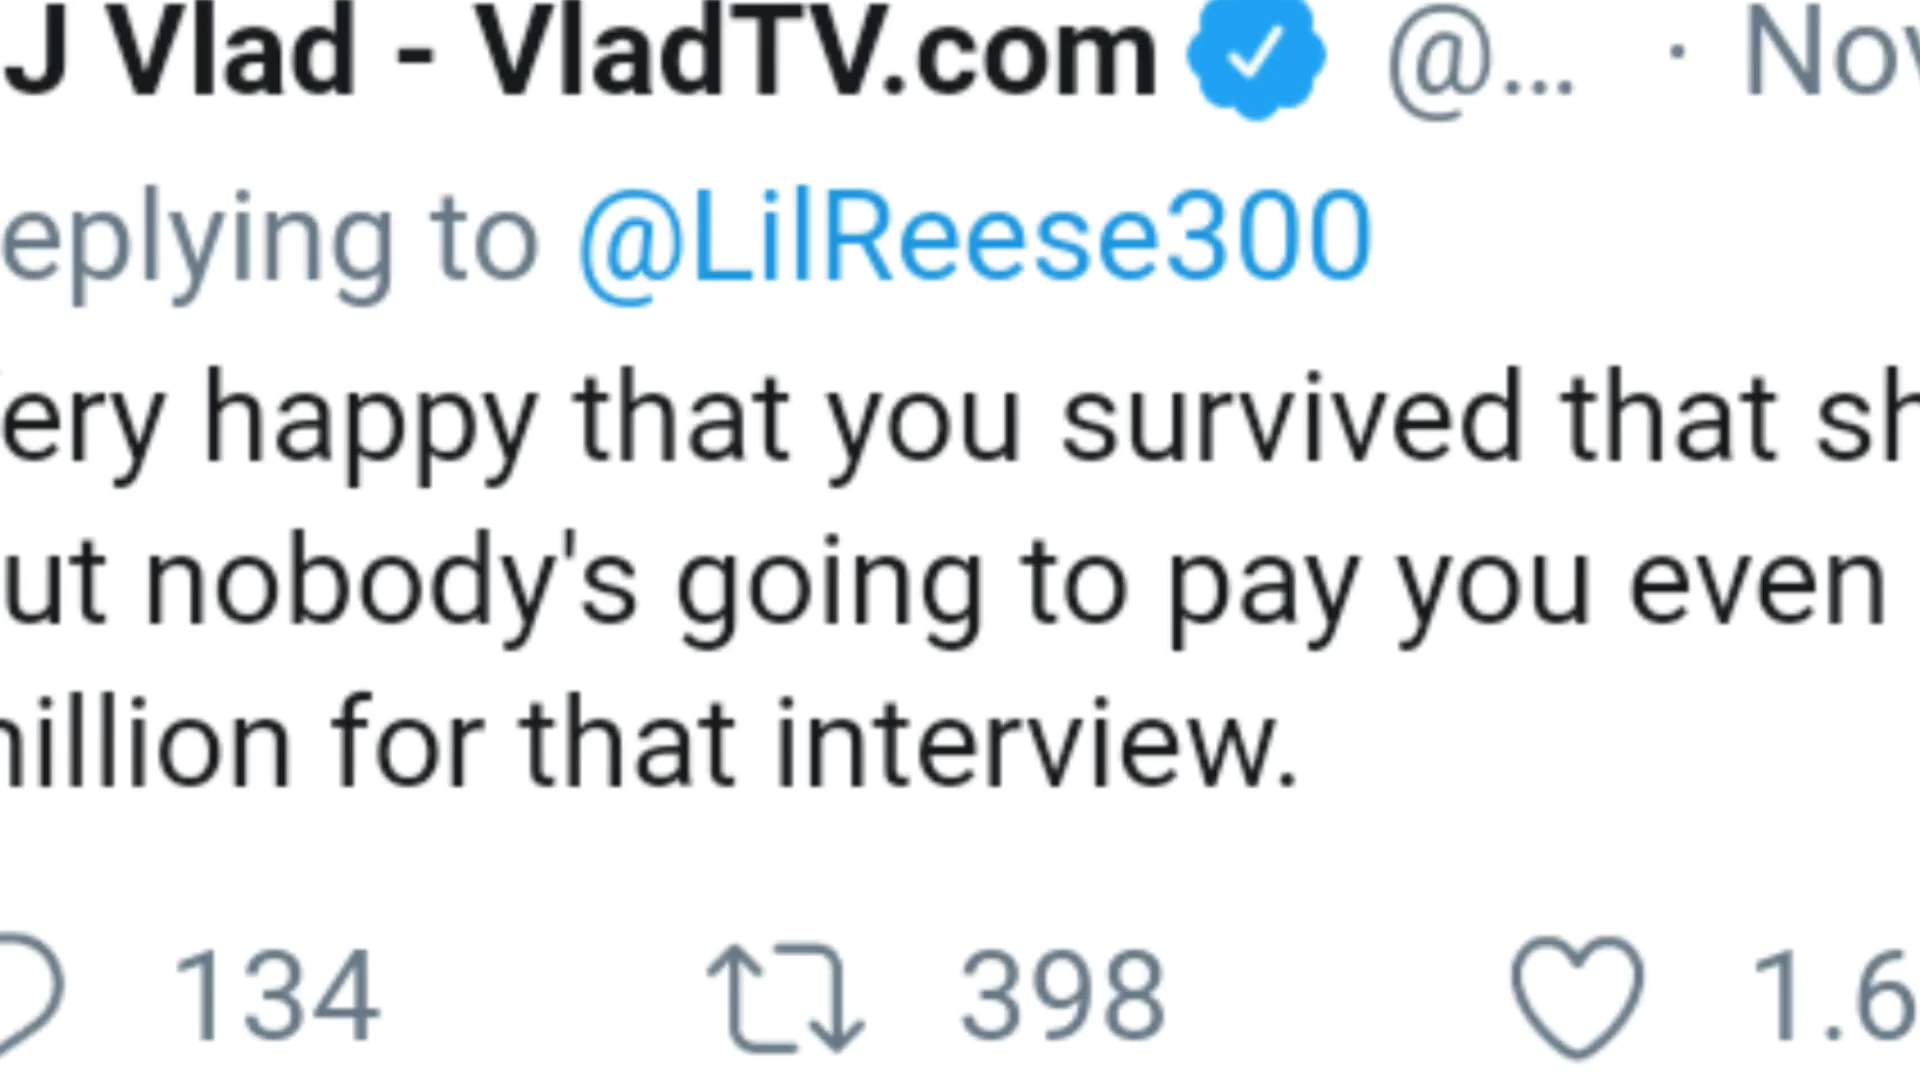 J Vlad - VladTV.com @... · Nov
eplying to @LilReese300
ery happy that you survived that sh
ut nobody's going to pay you even
illion for that interview.
134 398 1.6